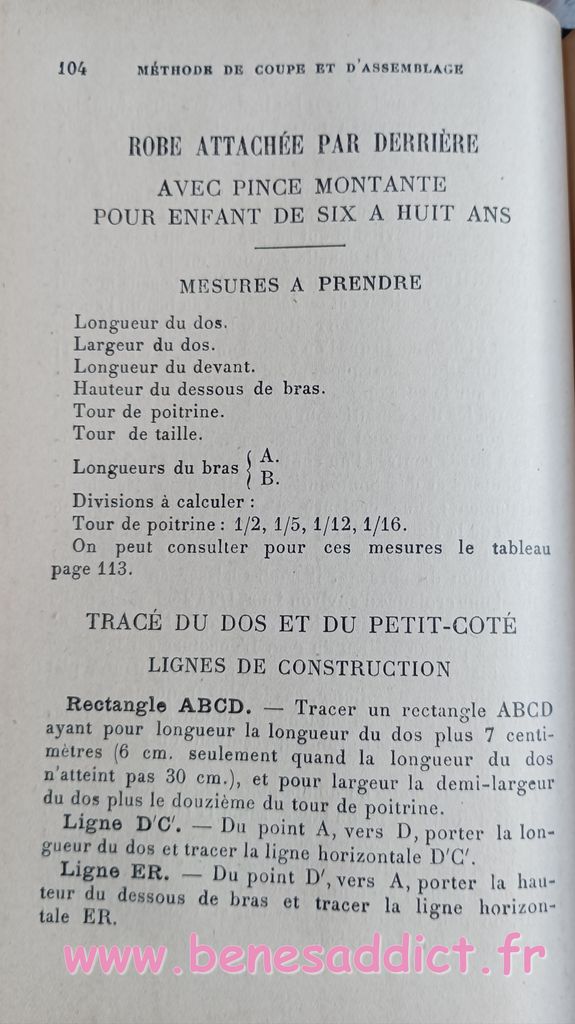 104 MÉTHODE DE COUPE ET D'ASSEMBLAGE
ROBE ATTACHÉE PAR DERRIÈRE
AVEC PINCE MONTANTE
POUR ENFANT DE SIX A HUIT ANS
MESURES A PRENDRE
Longueur du dos.
Largeur du dos.
Longueur du devant.
Hauteur du dessous de bras.
Tour de poitrine.
Tour de taille.
Longueurs du bras { A.
B.
Divisions à calculer :
Tour de poitrine : 1/2, 1/5, 1/12, 1/16.
On peut consulter pour ces mesures le tableau
page 113.
TRACÉ DU DOS ET DU PETIT-COTÉ
LIGNES DE CONSTRUCTION
Rectangle ABCD. — Tracer un rectangle ABCD
ayant pour longueur la longueur du dos plus 7 centi-
mètres (6 cm. seulement quand la longueur du dos
n'atteint pas 30 cm.), et pour largeur la demi-largeur
du dos plus le douzième du tour de poitrine.
Ligne D'C'. — Du point A, vers D, porter la lon-
gueur du dos et tracer la ligne horizontale D'C'.
Ligne ER. — Du point D', vers A, porter la hau-
teur du dessous de bras et tracer la ligne horizon-
tale ER.
www.benesaddict.fr